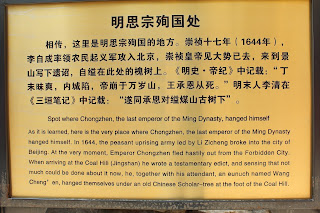 明思宗殉国处
相传，这里是明思宗殉国的地方。崇祯十七年（1644年），
李自成率领农民起义军攻入北京，崇祯皇帝见大势已去，来到景
山写下遗诏，自缢在此处的槐树上。《明史·帝纪》中记载：“丁
未昧爽，内城陷，帝崩于万岁山，王承恩从死。”明末人李清在
《三垣笔记》中记载：“遂同承恩对缢煤山古树下”。
Spot where Chongzhen, the last emperor of the Ming Dynasty, hanged himself
As it is learned, here is the very place where Chongzhen, the last emperor of the Ming Dynasty
hanged himself. In 1644, the peasant uprising army led by Li Zicheng broke into the city of
Beijing. At the very moment, Emperor Chongzhen fled hastily out from the Forbidden City.
When arriving at the Coal Hill (Jingshan) he wrote a testamentary edict, and sensing that not
much could be done about it now, he, together with his attendant, an eunuch named Wang
Cheng' en, hanged themselves under an old Chinese Scholar-tree at the foot of the Coal Hill.